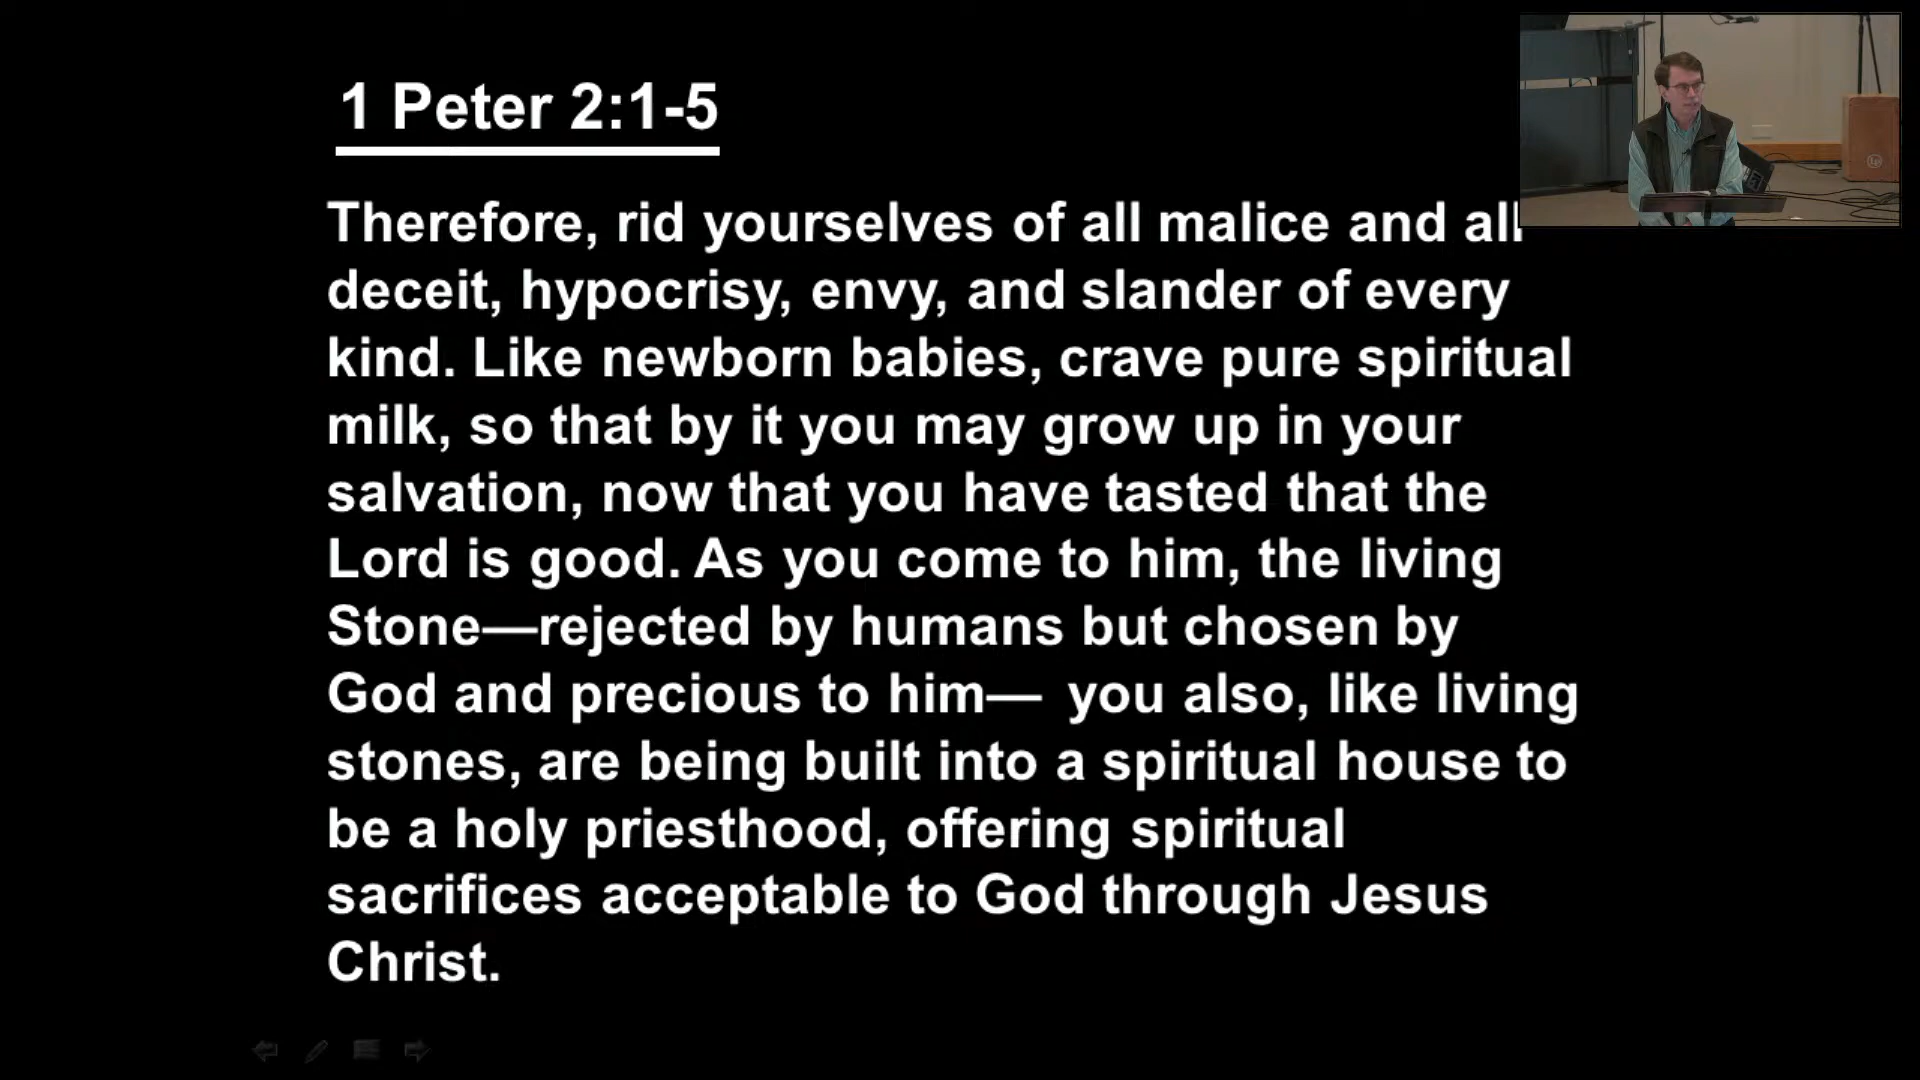 1 Peter 2:1-5
Therefore, rid yourselves of all malice and all
deceit, hypocrisy, envy, and slander of every
kind. Like newborn babies, crave pure spiritual
milk, so that by it you may grow up in your
salvation, now that you have tasted that the
Lord is good. As you come to him, the living
Stone—rejected by humans but chosen by
God and precious to him— you also, like living
stones, are being built into a spiritual house to
be a holy priesthood, offering spiritual
sacrifices acceptable to God through Jesus
Christ.